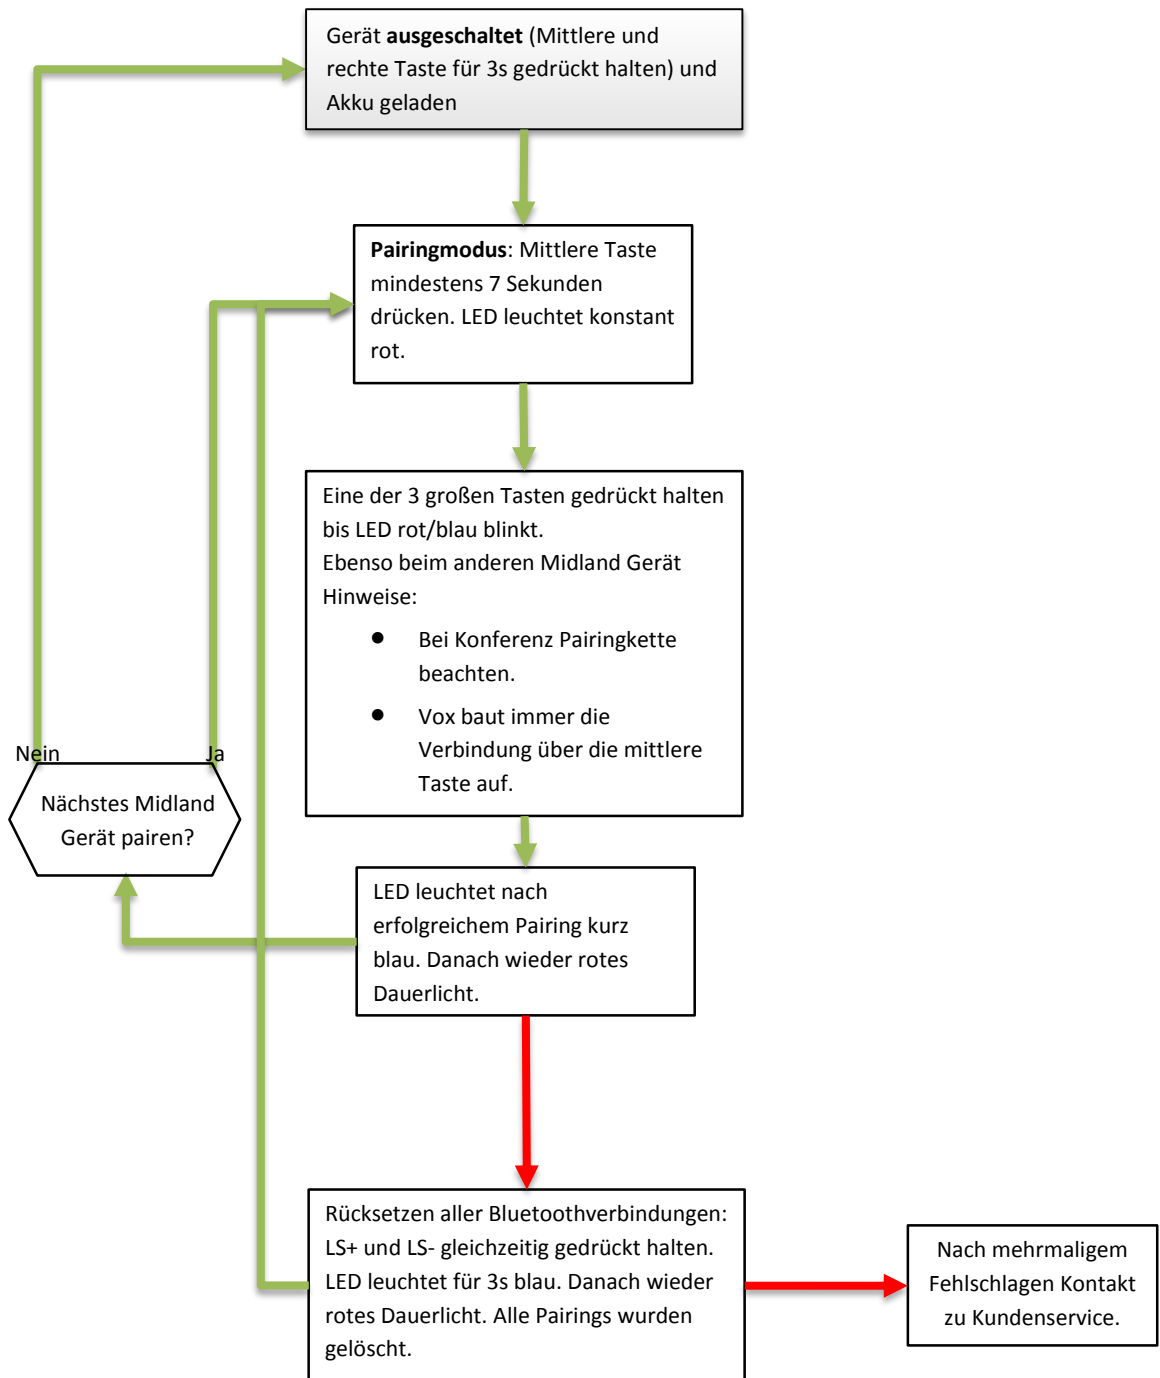 Gerät ausgeschaltet (Mittlere und
rechte Taste für 3s gedrückt halten) und
Akku geladen
Pairingmodus: Mittlere Taste
mindestens 7 Sekunden
drücken. LED leuchtet konstant
rot.
Eine der 3 großen Tasten gedrückt halten
bis LED rot/blau blinkt.
Ebenso beim anderen Midland Gerät
Hinweise:
● Bei Konferenz Pairingkette
beachten.
● Vox baut immer die
Verbindung über die mittlere
Taste auf.
Nein
Ja
Nächstes Midland
Gerät pairen?
LED leuchtet nach
erfolgreichem Pairing kurz
blau. Danach wieder rotes
Dauerlicht.
Rücksetzen aller Bluetoothverbindungen:
LS+ und LS- gleichzeitig gedrückt halten.
LED leuchtet für 3s blau. Danach wieder
rotes Dauerlicht. Alle Pairings wurden
gelöscht.
Nach mehrmaligem
Fehlschlagen Kontakt
zu Kundenservice.